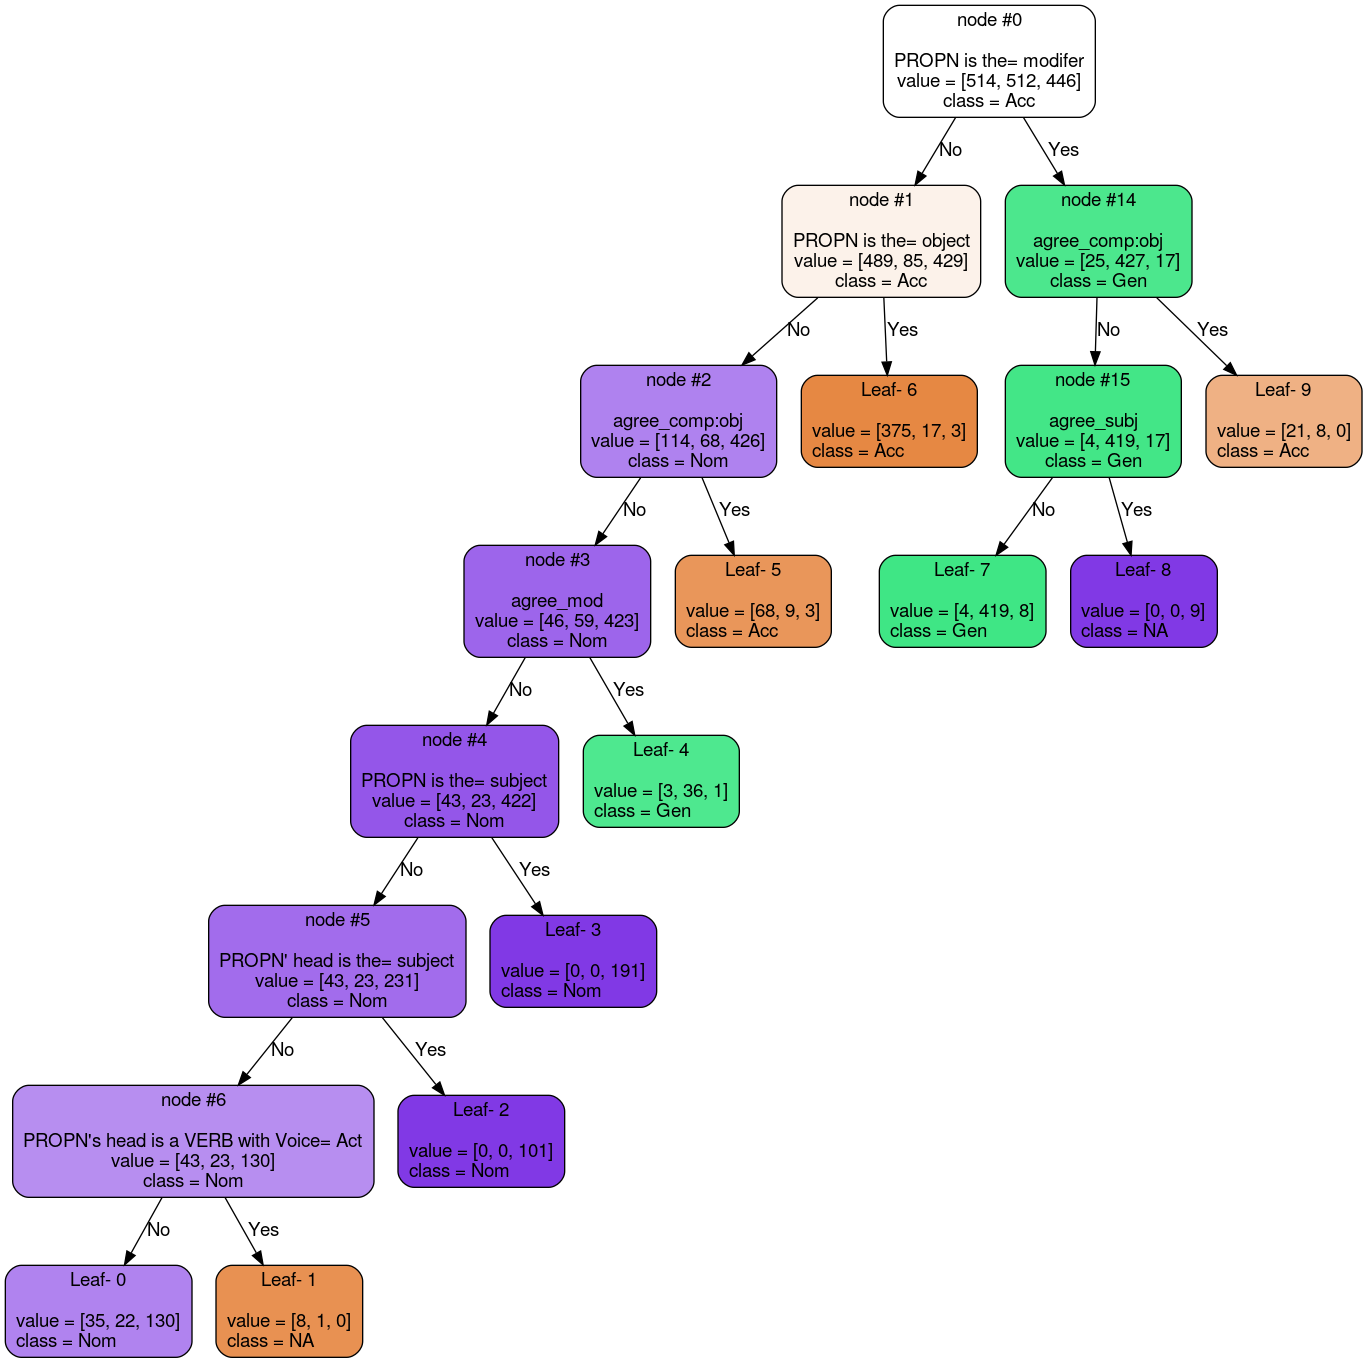 node #0
PROPN is the= modifer
value = [514, 512, 446]
class = Acc
No
Yes
node #1
PROPN is the= object
value = [489, 85, 429]
class = Acc
node #14
agree_comp:obj
value = [25, 427, 17]
class = Gen
No
Yes
No
Yes
node #2
agree_comp:obj
value = [114, 68, 426]
class = Nom
Leaf- 6
value = [375, 17, 3]
class = Acc
node #15
agree_subj
value = [4, 419, 17]
class = Gen
Leaf- 9
value = [21, 8, 0]
class = Acc
No
Yes
No
Yes
node #3
agree_mod
value = [46, 59, 423]
class = Nom
Leaf- 5
value = [68, 9, 3]
class = Acc
Leaf- 7
value = [4, 419, 8]
class = Gen
Leaf- 8
value = [0, 0, 9]
class = NA
No
Yes
node #4
PROPN is the= subject
value = [43, 23, 422]
class = Nom
Leaf- 4
value = [3, 36, 1]
class = Gen
No
Yes
node #5
PROPN' head is the= subject
value = [43, 23, 231]
class = Nom
Leaf- 3
value = [0, 0, 191]
class = Nom
No
Yes
node #6
PROPN's head is a VERB with Voice= Act
value = [43, 23, 130]
class = Nom
Leaf- 2
value = [0, 0, 101]
class = Nom
No
Yes
Leaf- 0
value = [35, 22, 130]
class = Nom
Leaf- 1
value = [8, 1, 0]
class = NA